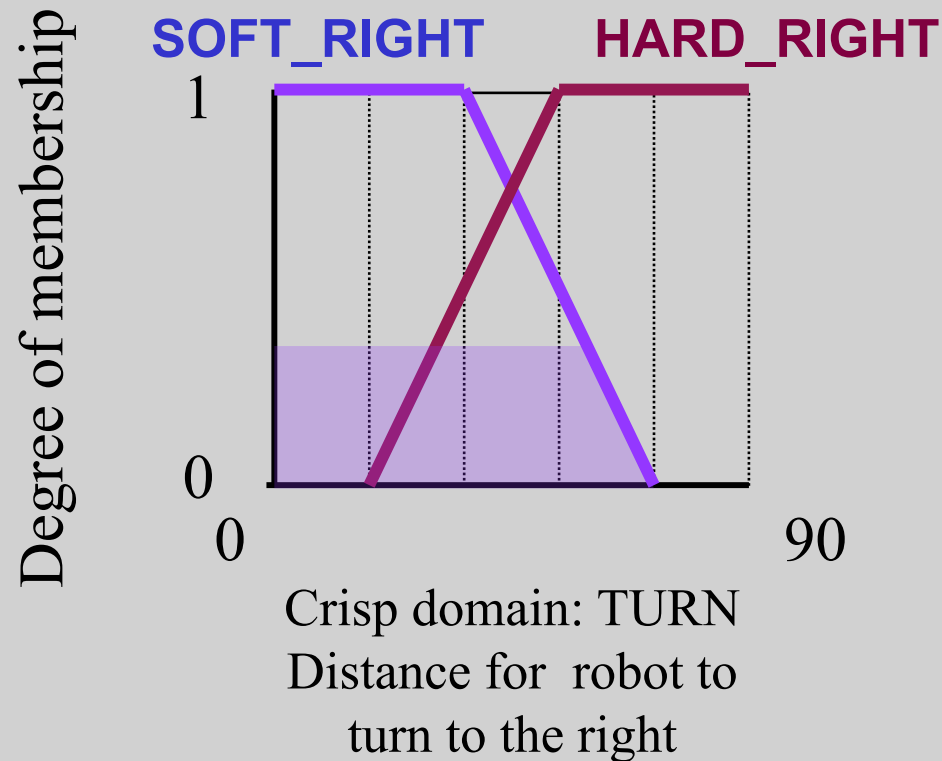 SOFT_RIGHT HARD_RIGHT
Degree of membership
1
0
0 90
Crisp domain: TURN
Distance for robot to
turn to the right